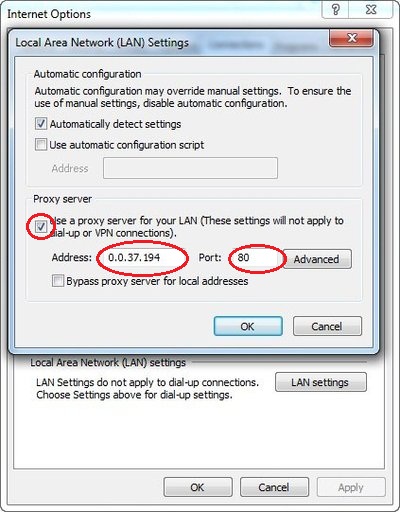 Internet Options
Local Area Network (LAN) Settings
Automatic configuration
Automatic configuration may override manual settings. To ensure the
use of manual settings, disable automatic configuration.
Automatically detect settings
Use automatic configuration script
Address
Proxy server
Use a proxy server for your LAN (These settings will not apply to
dial-up or VPN connections).
Address: 0.0.37.194 Port: 80 Advanced
Bypass proxy server for local addresses
OK Cancel
Local Area Network (LAN) settings
LAN Settings do not apply to dial-up connections.
Choose Settings above for dial-up settings.
LAN settings
OK Cancel Apply